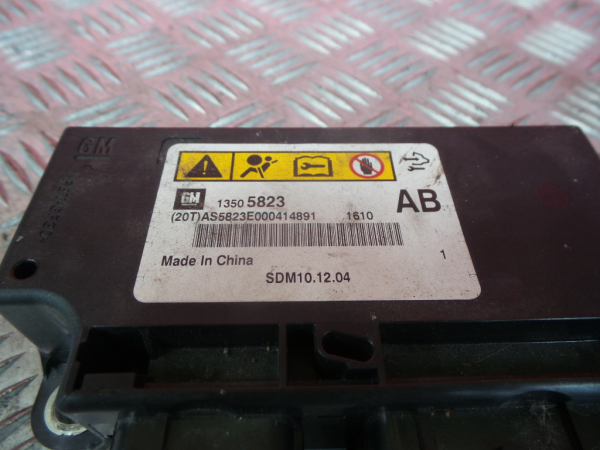 GM
GM 1350 5823 AB
(20T)AS5823E000414891 1610
Made In China 1
SDM10.12.04